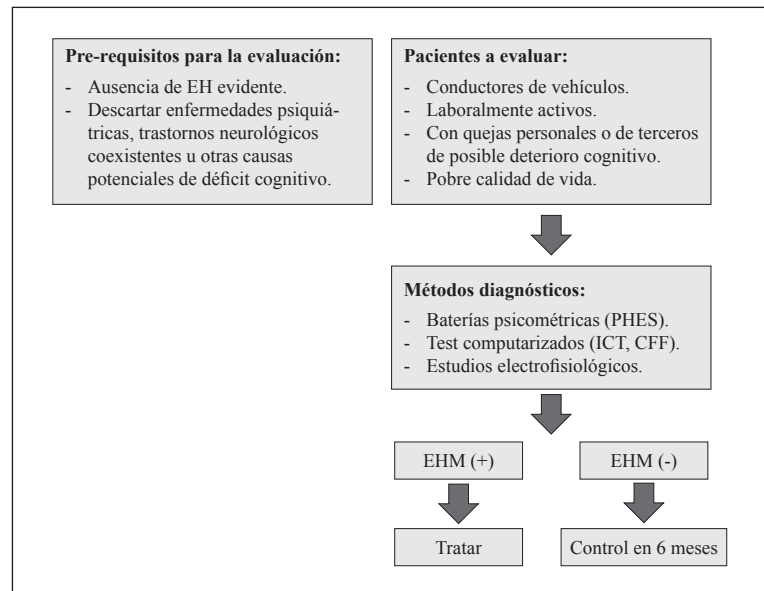 Pre-requisitos para la evaluación:
- Ausencia de EH evidente.
- Descartar enfermedades psiquiá-
tricas, trastornos neurológicos
coexistentes u otras causas
potenciales de déficit cognitivo.
Pacientes a evaluar:
- Conductores de vehículos.
- Laboralmente activos.
- Con quejas personales o de terceros
de posible deterioro cognitivo.
- Pobre calidad de vida.
Métodos diagnósticos:
- Baterías psicométricas (PHES).
- Test computarizados (ICT, CFF).
- Estudios electrofisiológicos.
EHM (+)
EHM (-)
Tratar
Control en 6 meses